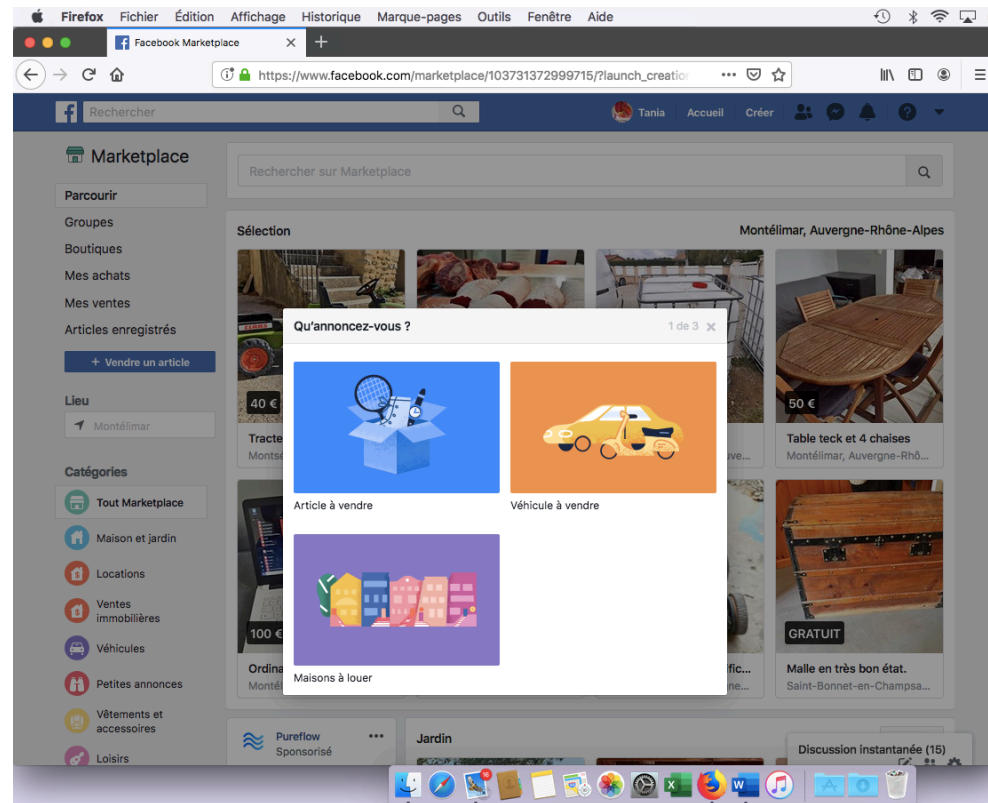 Firefox Fichier Édition Affichage Historique Marque-pages Outils Fenêtre Aide
Facebook Marketplace
https://www.facebook.com/marketplace/103731372999715/?launch_creation
Rechercher
Tania Accueil Créer
Marketplace
Rechercher sur Marketplace
Parcourir
Groupes
Boutiques
Mes achats
Mes ventes
Articles enregistrés
+ Vendre un article
Lieu
Montélimar
Catégories
Tout Marketplace
Maison et jardin
Locations
Ventes
immobilières
Véhicules
Petites annonces
Vêtements et
accessoires
Loisirs
Sélection
Montélimar, Auvergne-Rhône-Alpes
CLAAS
40 €
Tracte
50 €
Table teck et 4 chaises
Montélimar, Auvergne-Rhô...
Qu'annoncez-vous ?
1 de 3
Article à vendre
Véhicule à vendre
Maisons à louer
100 €
Ordina
GRATUIT
Malle en très bon état.
Saint-Bonnet-en-Champsa...
Pureflow
Sponsorisé
Jardin
Discussion instantanée (15)